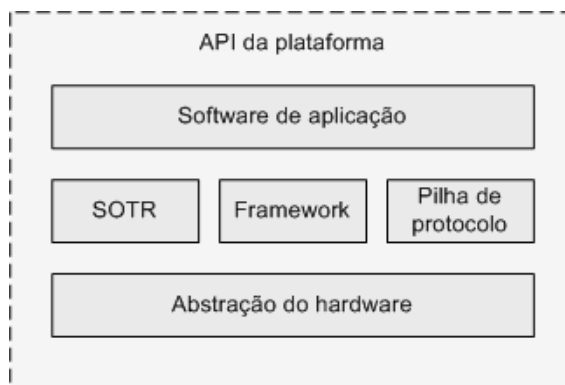 API da plataforma
Software de aplicação
SOTR
Framework
Pilha de
protocolo
Abstração do hardware